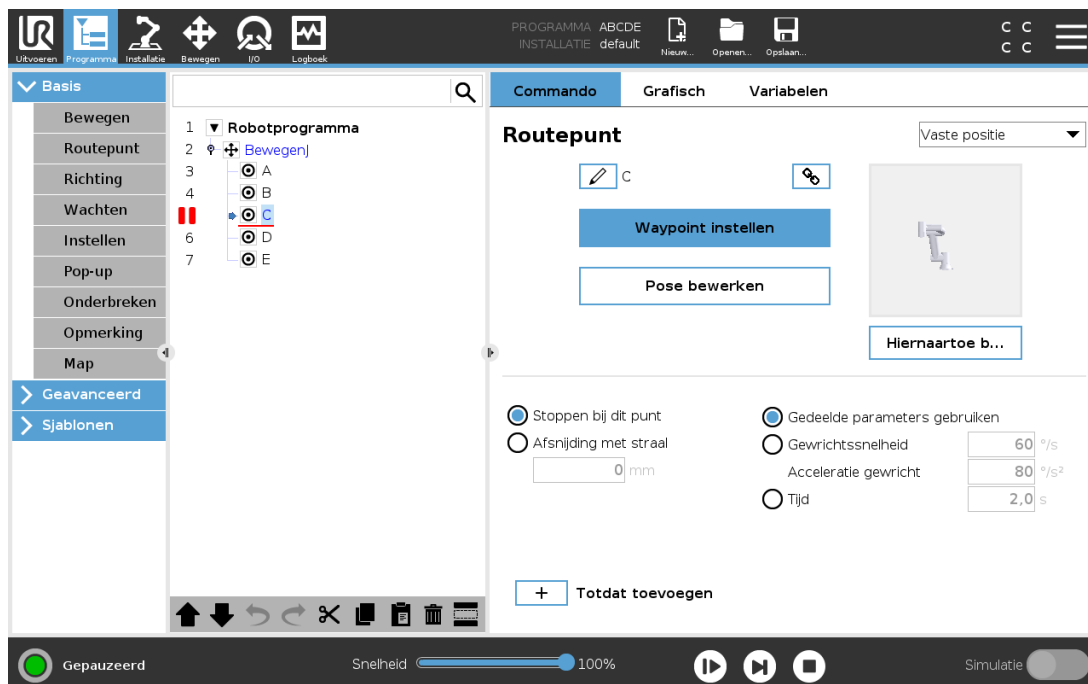 PROGRAMMA ABCDE
INSTALLATIE default
C C
C C
Uitvoeren Programma Installatie Bewegen I/O Logboek Nieuw... Openen... Opslaan...
Basis
Bewegen
Routepunt
Richting
Wachten
Instellen
Pop-up
Onderbreken
Opmerking
Map
Geavanceerd
Sjablonen
1 Robotprogramma
2 BewegenJ
3 A
4 B
C
6 D
7 E
Commando Grafisch Variabelen
Routepunt
Vaste positie
C
Waypoint instellen
Pose bewerken
Hiernaartoe b...
Stoppen bij dit punt
Afsnijding met straal
0 mm
Gedeelde parameters gebruiken
Gewrichtssnelheid 60 °/s
Acceleratie gewricht 80 °/s²
Tijd 2,0 s
+ Totdat toevoegen
Gepauzeerd
Snelheid 100%
Simulatie